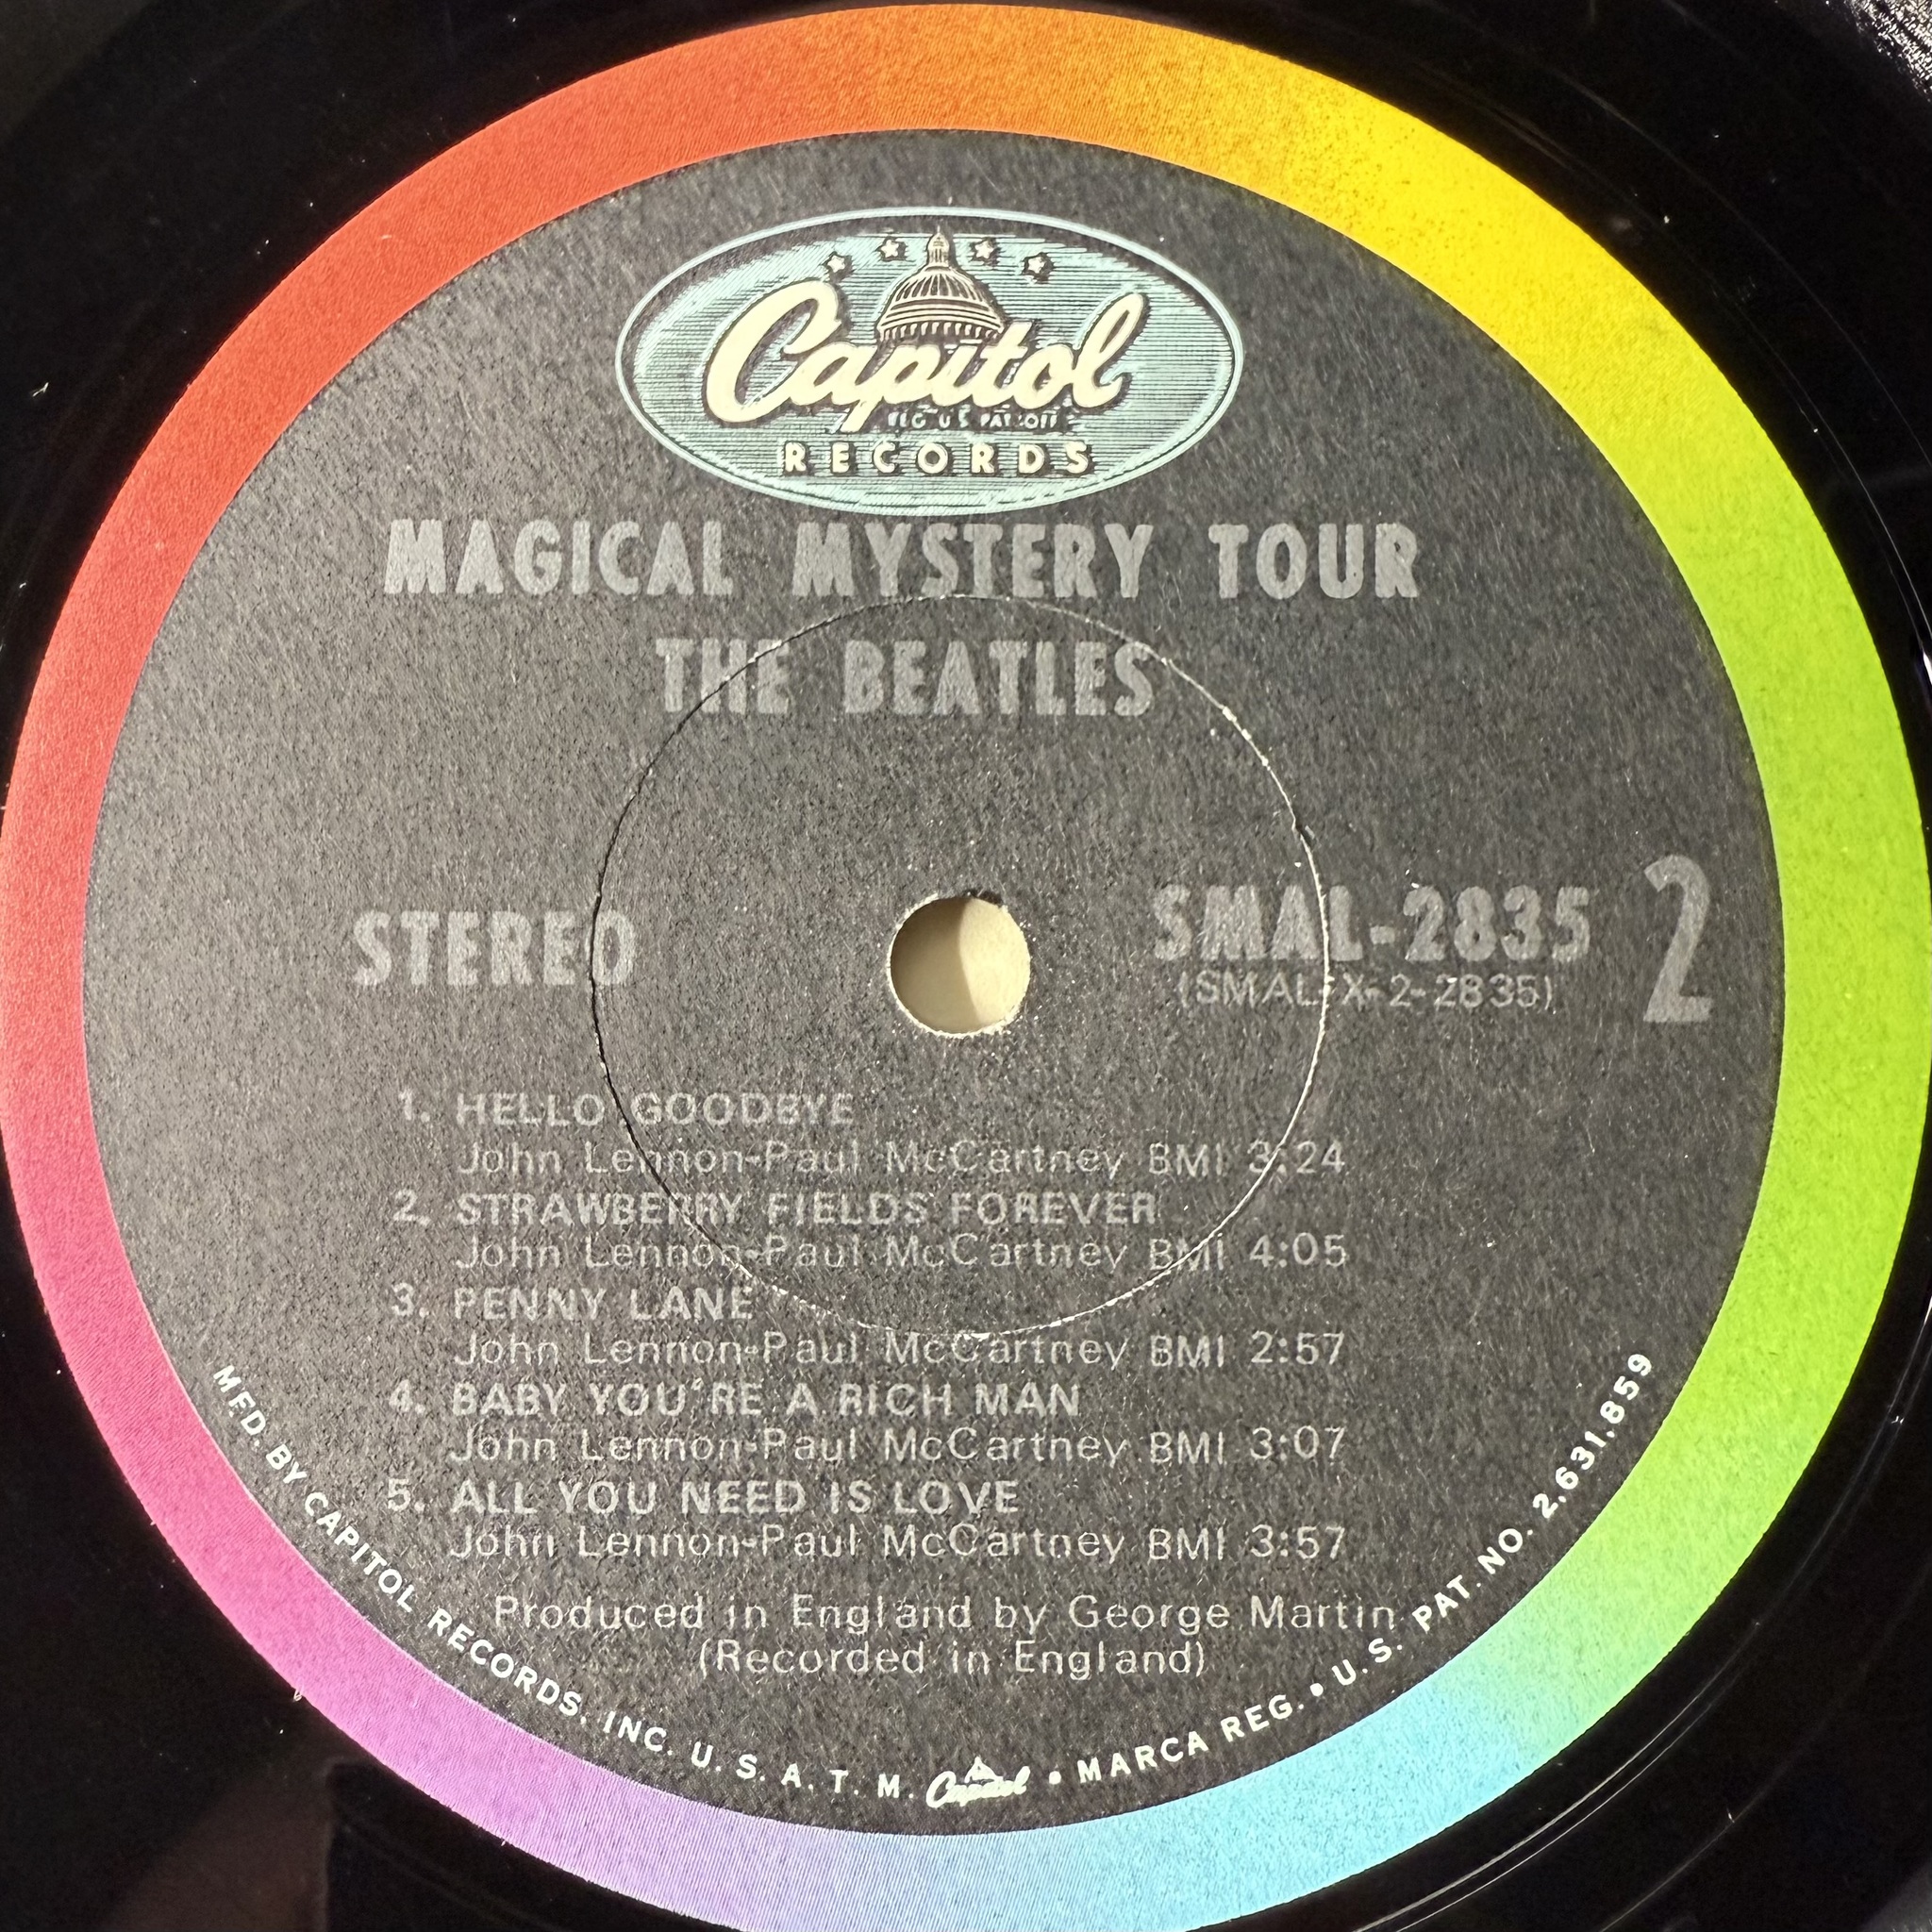 Capitol
REG. U.S. PAT. OFF.
RECORDS
MAGICAL MYSTERY TOUR
THE BEATLES
STEREO
SMAL-2835
(SMAL-X-2-2835)
2
1. HELLO GOODBYE
John Lennon-Paul McCartney BMI 3:24
2. STRAWBERRY FIELDS FOREVER
John Lennon-Paul McCartney BMI 4:05
3. PENNY LANE
John Lennon-Paul McCartney BMI 2:57
4. BABY YOU'RE A RICH MAN
John Lennon-Paul McCartney BMI 3:07
5. ALL YOU NEED IS LOVE
John Lennon-Paul McCartney BMI 3:57
Produced in England by George Martin
(Recorded in England)
MFD. BY CAPITOL RECORDS, INC. U. S. A. T. M. Capitol • MARCA REG. • U.S. PAT. NO. 2,631,859